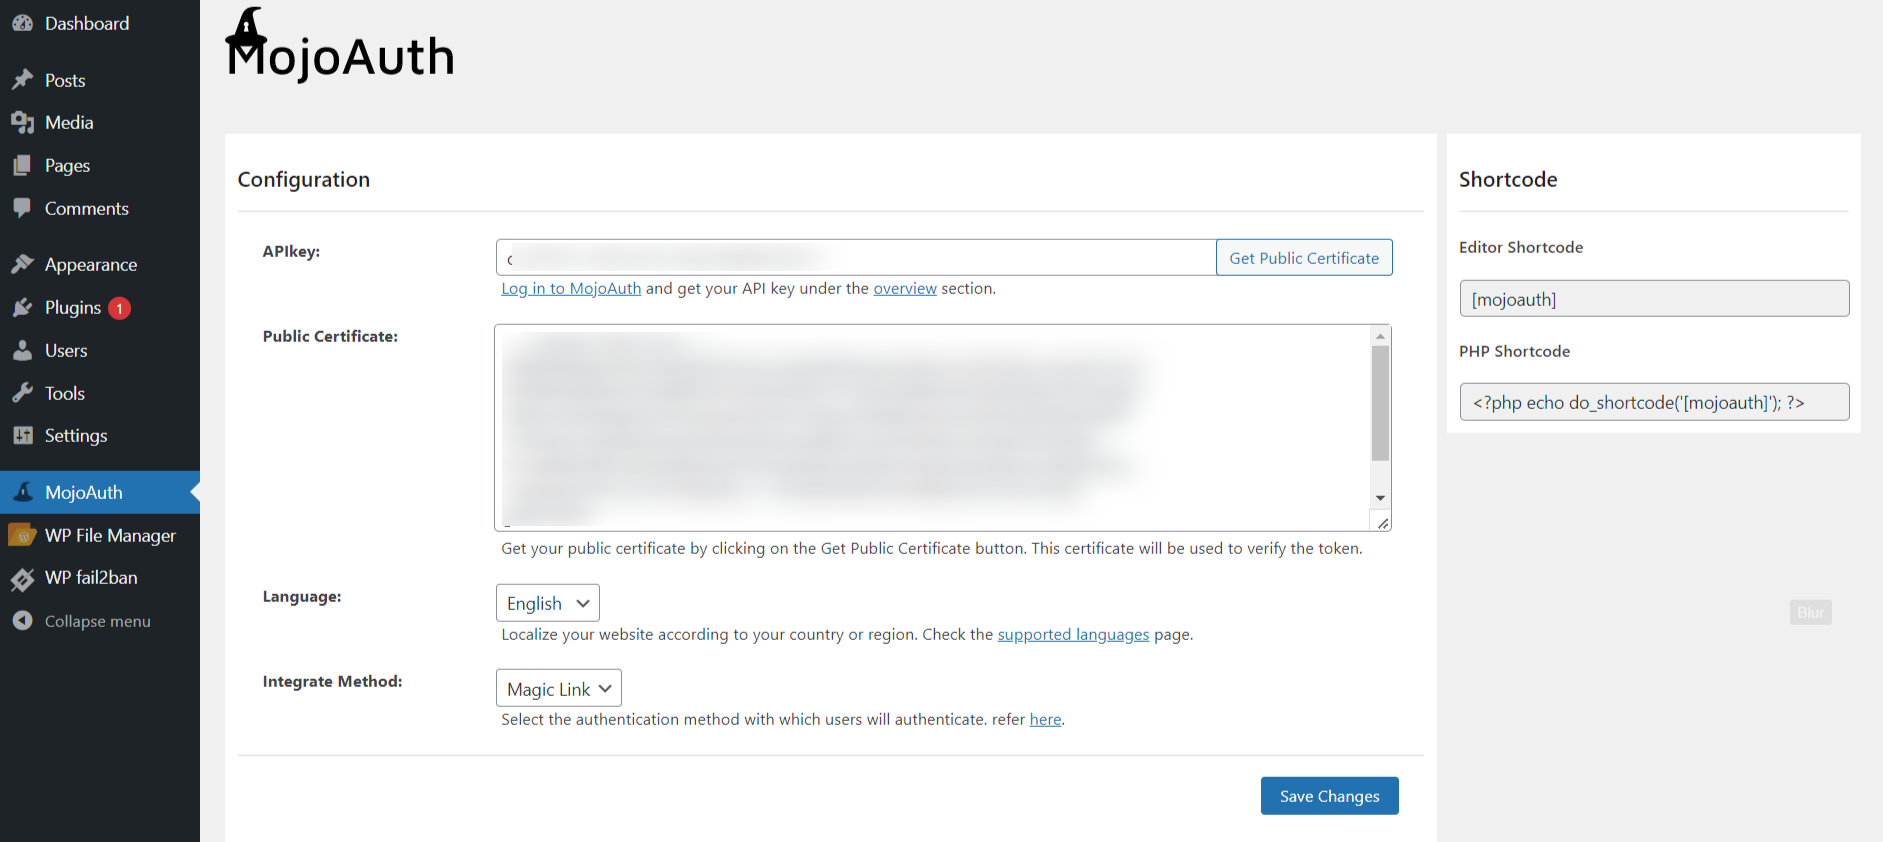 Dashboard
Posts
Media
Pages
Comments
Appearance
Plugins 1
Users
Tools
Settings
MojoAuth
WP File Manager
WP fail2ban
Collapse menu
MojoAuth
Configuration
APIkey:
Get Public Certificate
Log in to MojoAuth and get your API key under the overview section.
Public Certificate:
Get your public certificate by clicking on the Get Public Certificate button. This certificate will be used to verify the token.
Language:
English
Localize your website according to your country or region. Check the supported languages page.
Integrate Method:
Magic Link
Select the authentication method with which users will authenticate. refer here.
Save Changes
Shortcode
Editor Shortcode
[mojoauth]
PHP Shortcode
<?php echo do_shortcode('[mojoauth]'); ?>
Blur